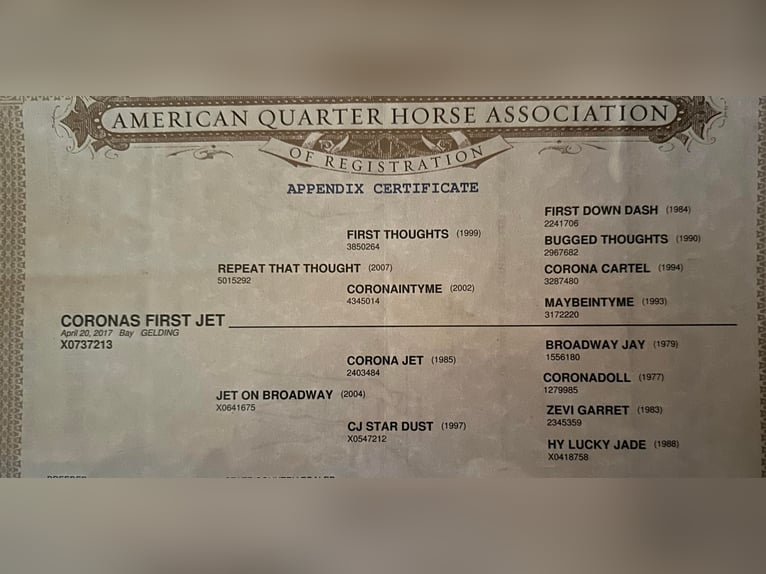 AMERICAN QUARTER HORSE ASSOCIATION
OF REGISTRATION
APPENDIX CERTIFICATE
FIRST DOWN DASH (1984)
2241706
FIRST THOUGHTS (1999)
3850264
BUGGED THOUGHTS (1990)
2967682
REPEAT THAT THOUGHT (2007)
5015292
CORONA CARTEL (1994)
3287480
CORONAINTYME (2002)
4345014
MAYBEINTYME (1993)
3172220
CORONAS FIRST JET
April 20, 2017 Bay GELDING
X0737213
BROADWAY JAY (1979)
1556180
CORONA JET (1985)
2403484
CORONADOLL (1977)
1279985
JET ON BROADWAY (2004)
X0641675
ZEVI GARRET (1983)
2345359
CJ STAR DUST (1997)
X0547212
HY LUCKY JADE (1988)
X0418758